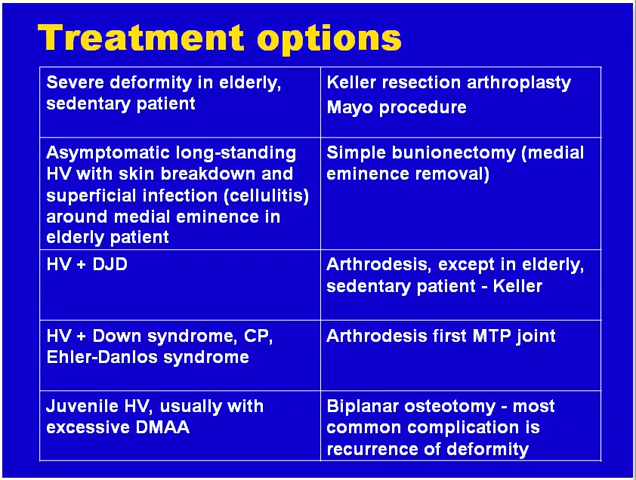 Treatment options
Severe deformity in elderly,
sedentary patient
Keller resection arthroplasty
Mayo procedure
Asymptomatic long-standing
HV with skin breakdown and
superficial infection (cellulitis)
around medial eminence in
elderly patient
Simple bunionectomy (medial
eminence removal)
HV + DJD
Arthrodesis, except in elderly,
sedentary patient - Keller
HV + Down syndrome, CP,
Ehler-Danlos syndrome
Arthrodesis first MTP joint
Juvenile HV, usually with
excessive DMAA
Biplanar osteotomy - most
common complication is
recurrence of deformity